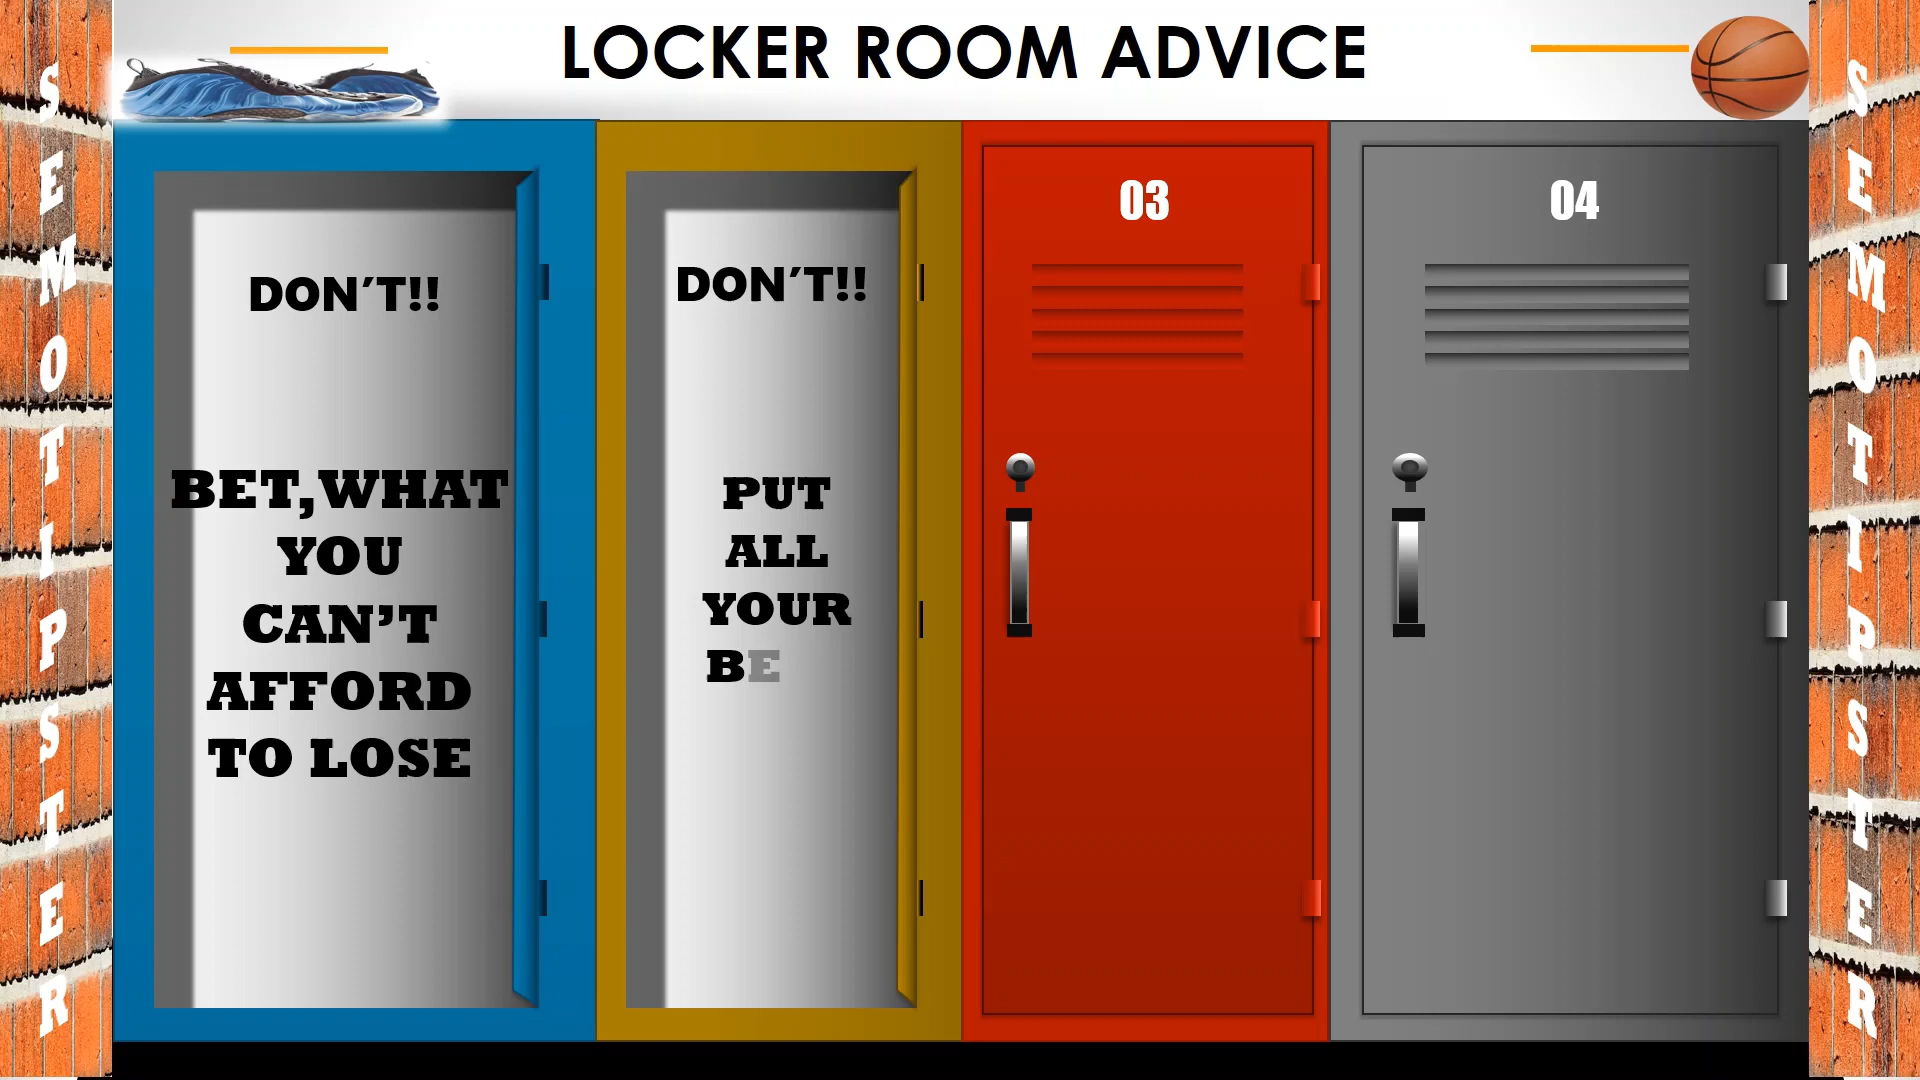 LOCKER ROOM ADVICE
SEMOTIPSTER
DON'T!!
BET,WHAT
YOU
CAN'T
AFFORD
TO LOSE
DON'T!!
PUT
ALL
YOUR
BE
03
04
SEMOTIPSTER